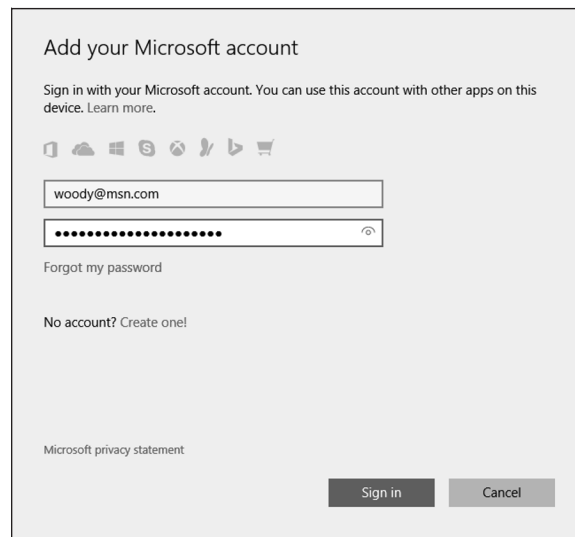 Add your Microsoft account
Sign in with your Microsoft account. You can use this account with other apps on this
device. Learn more.
woody@msn.com
●●●●●●●●●●●●●●●●●●●●●
Forgot my password
No account? Create one!
Microsoft privacy statement
Sign in
Cancel